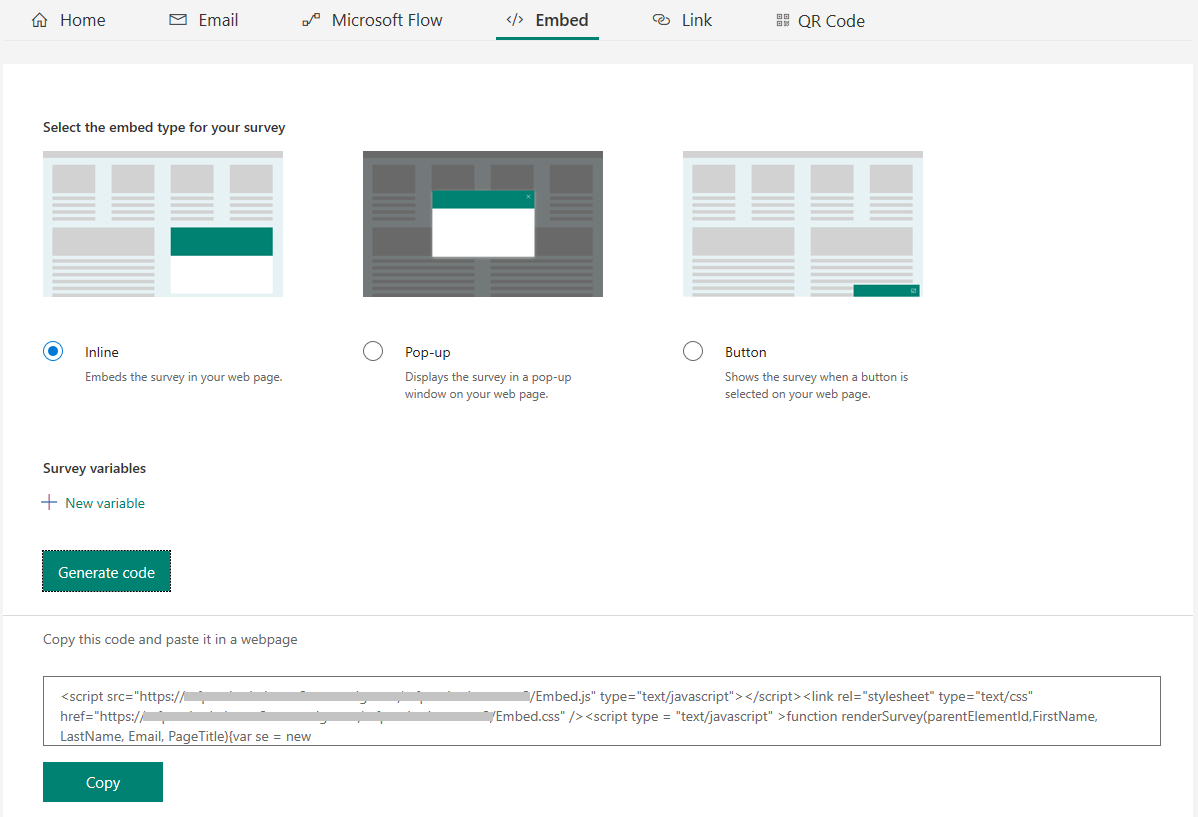 Home Email Microsoft Flow </> Embed Link QR Code
Select the embed type for your survey
Inline Pop-up Button
Embeds the survey in your web page. Displays the survey in a pop-up Shows the survey when a button is
window on your web page. selected on your web page.
Survey variables
New variable
Generate code
Copy this code and paste it in a webpage
<script src="https:// /Embed.js" type="text/javascript"></script><link rel="stylesheet" type="text/css"
href="https:// /Embed.css" /><script type = "text/javascript" >function renderSurvey(parentElementId,FirstName,
LastName, Email, PageTitle){var se = new
Copy